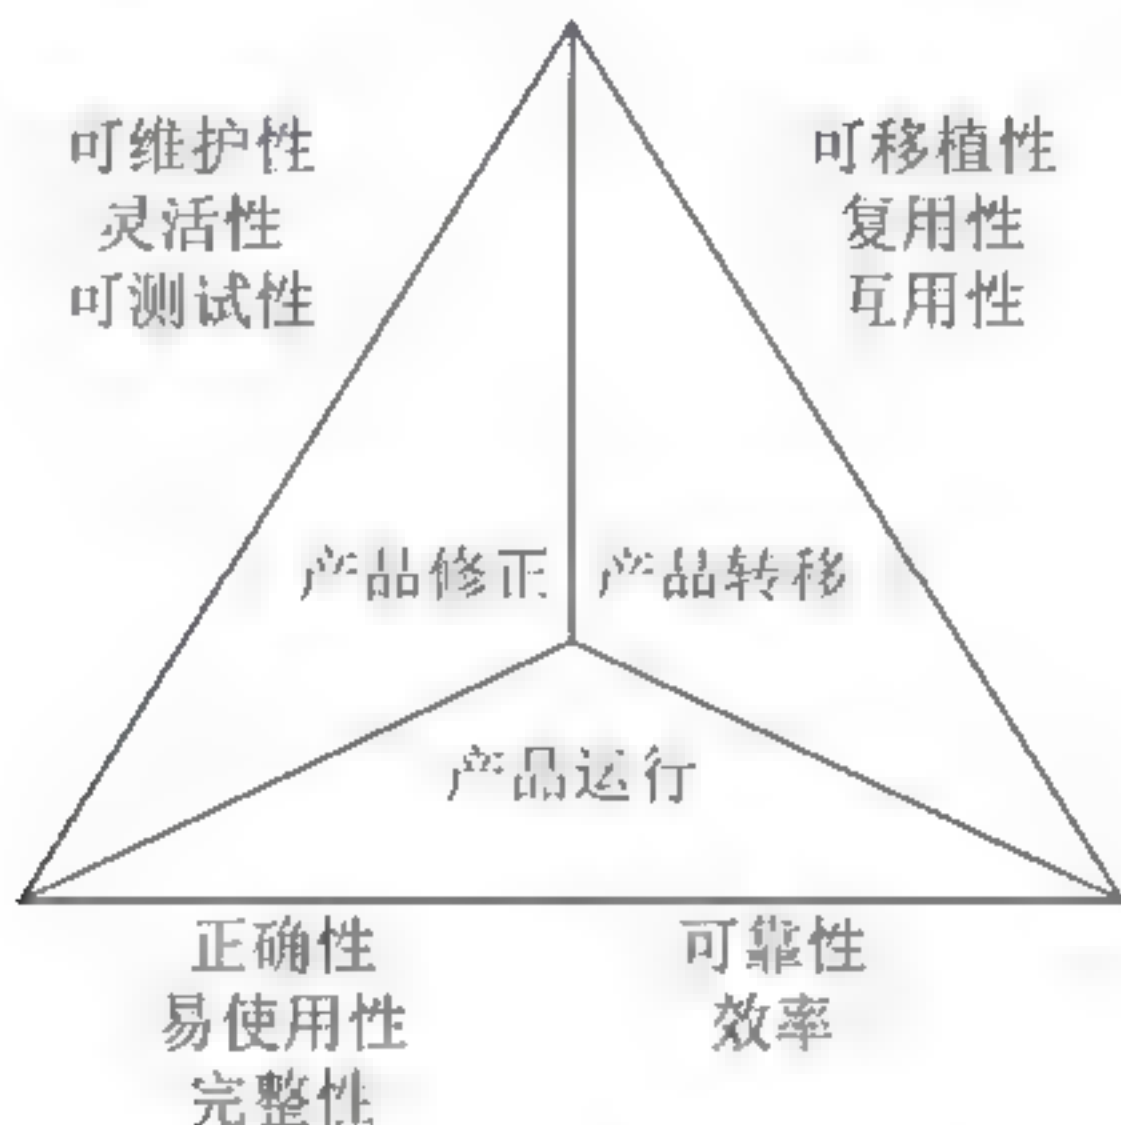 可维护性
灵活性
可测试性
可移植性
复用性
互用性
产品修正
产品转移
产品运行
正确性
易使用性
完整性
可靠性
效率